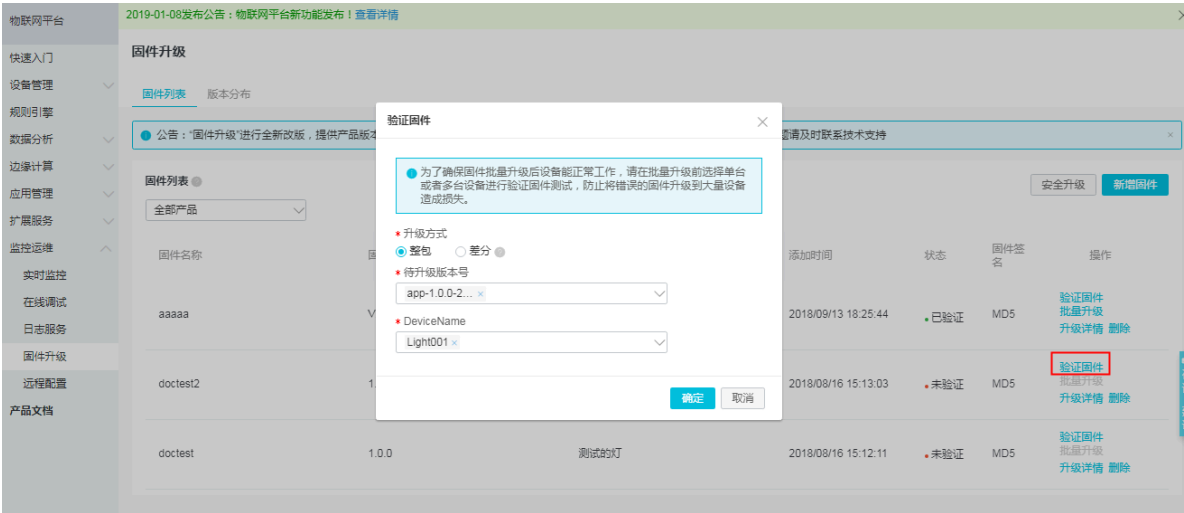 物联网平台
2019-01-08发布公告：物联网平台新功能发布！查看详情
快速入门
设备管理
规则引擎
数据分析
边缘计算
应用管理
扩展服务
监控运维
实时监控
在线调试
日志服务
固件升级
远程配置
产品文档
固件升级
固件列表 版本分布
公告："固件升级"进行全新改版，提供产品版本
请及时联系技术支持
固件列表
全部产品
安全升级 新增固件
固件名称 添加时间 状态 固件签名 操作
aaaaa V 2018/09/13 18:25:44 已验证 MD5 验证固件 批量升级 升级详情 删除
doctest2 1. 2018/08/16 15:13:03 未验证 MD5 验证固件 批量升级 升级详情 删除
doctest 1.0.0 测试的灯 2018/08/16 15:12:11 未验证 MD5 验证固件 批量升级 升级详情 删除
验证固件
为了确保固件批量升级后设备能正常工作，请在批量升级前选择单台
或者多台设备进行验证固件测试，防止将错误的固件升级到大量设备
造成损失。
* 升级方式
整包 差分
* 待升级版本号
app-1.0.0-2... ×
* DeviceName
Light001 ×
确定 取消